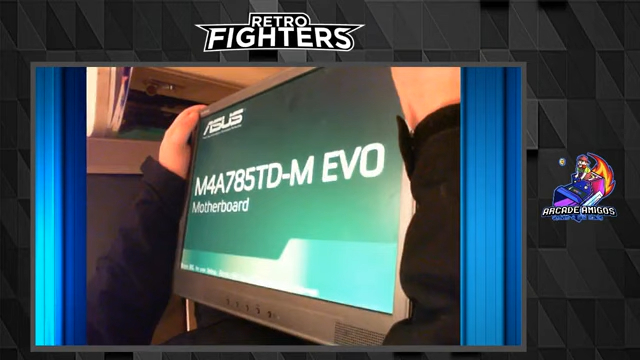 RETRO
FIGHTERS
ASUS
M4A785TD-M EVO
Motherboard
ARCADE AMIGOS